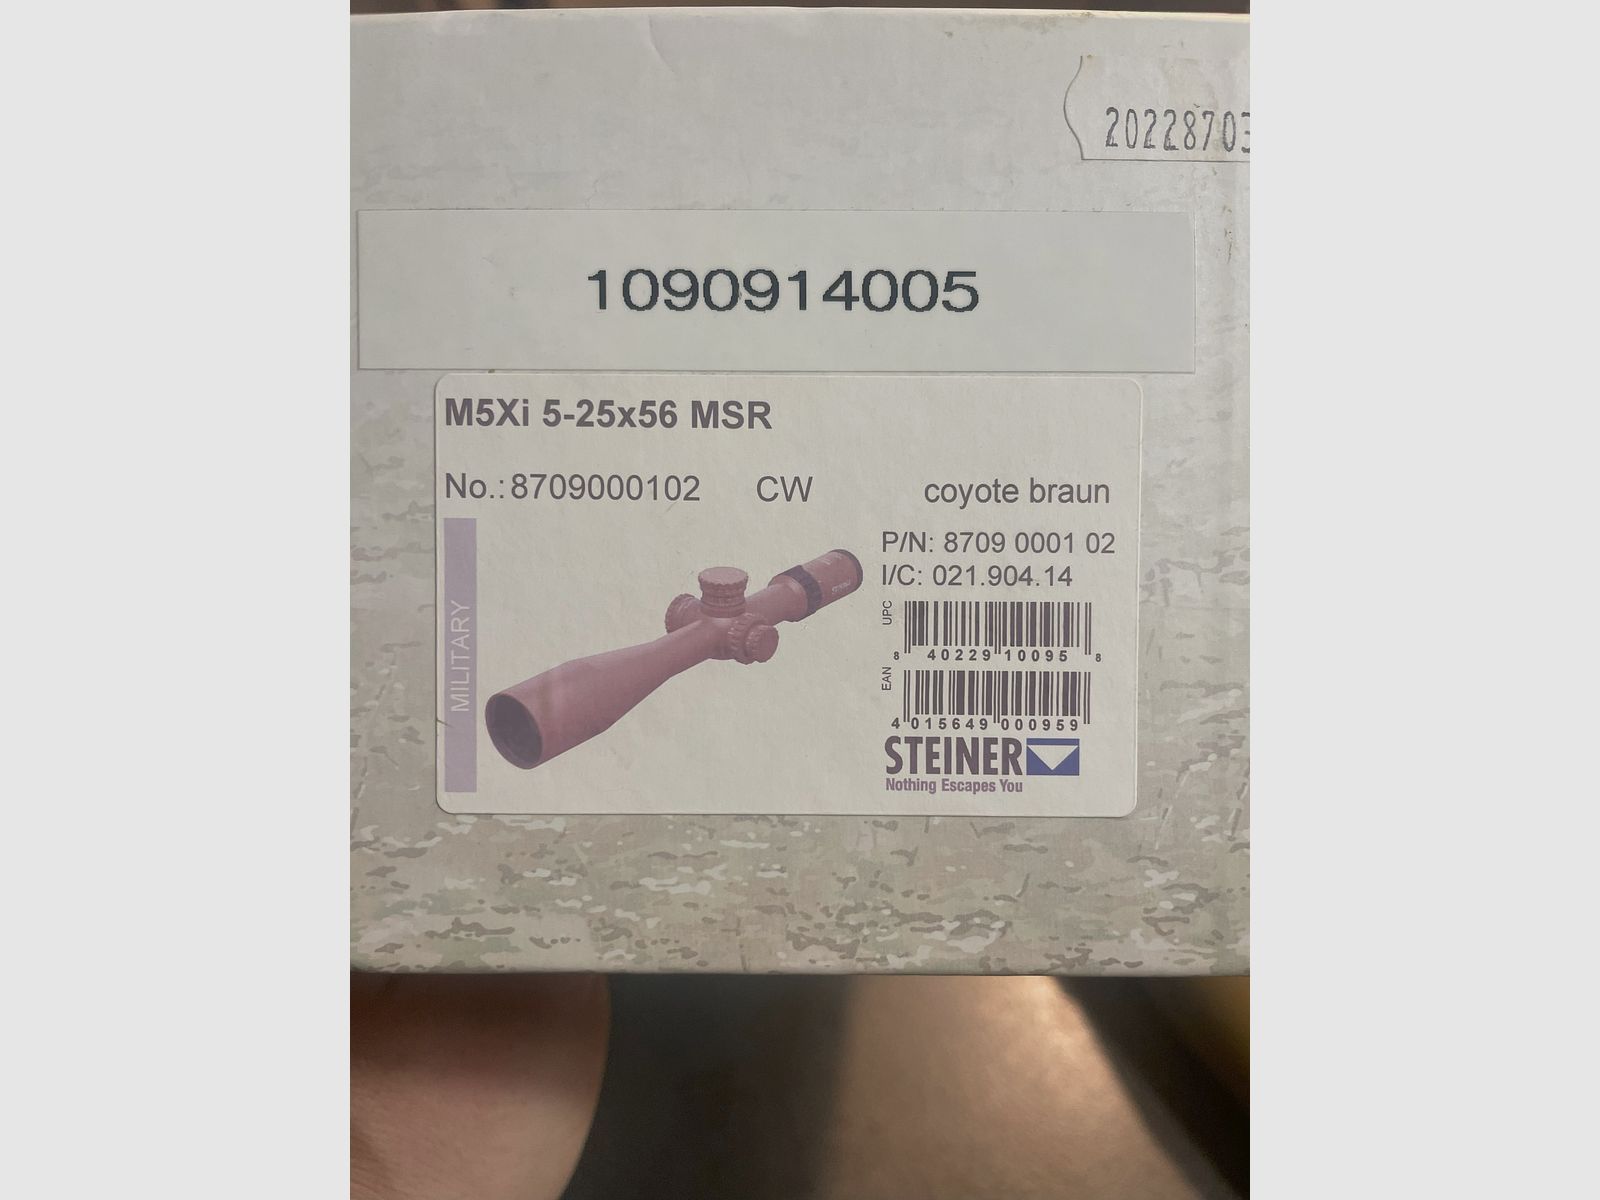 20228703
1090914005
M5Xi 5-25x56 MSR
No.: 8709000102 CW coyote braun
MILITARY
P/N: 8709 0001 02
I/C: 021.904.14
UPC
8 40229 10095 8
EAN
4 015649 000959
STEINER
Nothing Escapes You